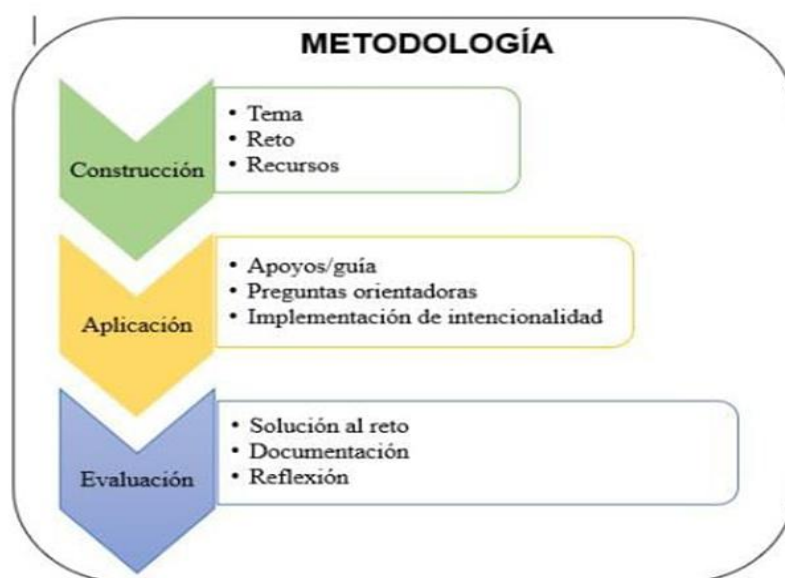 METODOLOGÍA
Construcción
• Tema
• Reto
• Recursos
Aplicación
• Apoyos/guía
• Preguntas orientadoras
• Implementación de intencionalidad
Evaluación
• Solución al reto
• Documentación
• Reflexión